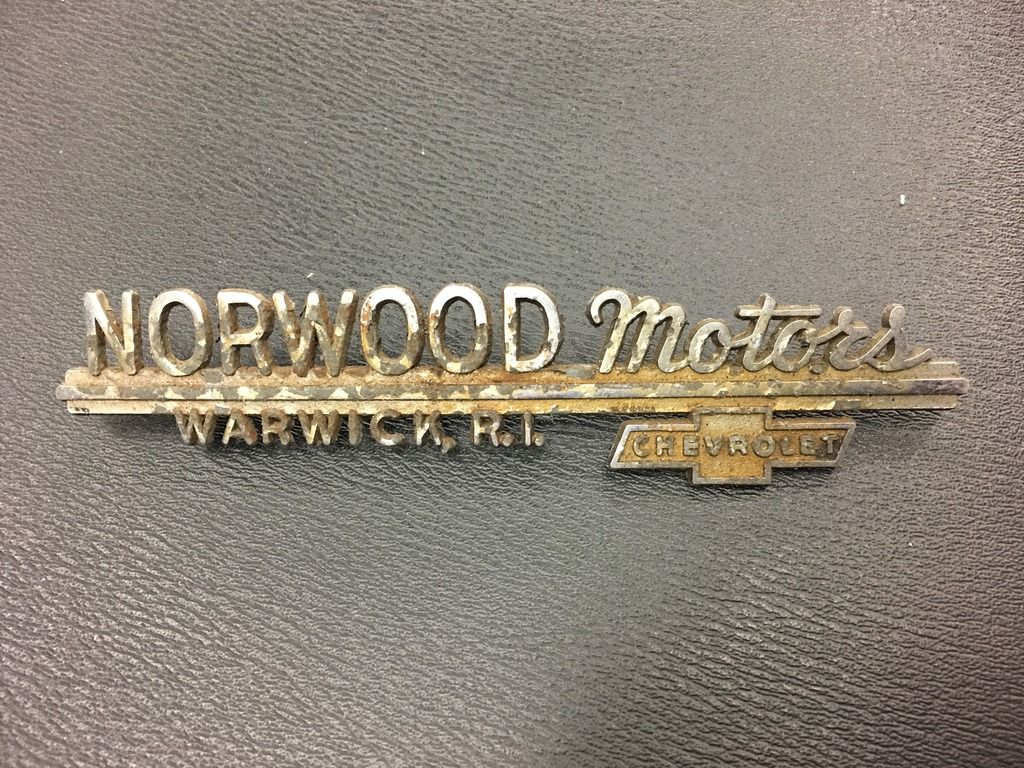 NORWOOD Motors
WARWICK, R.I.
CHEVROLET